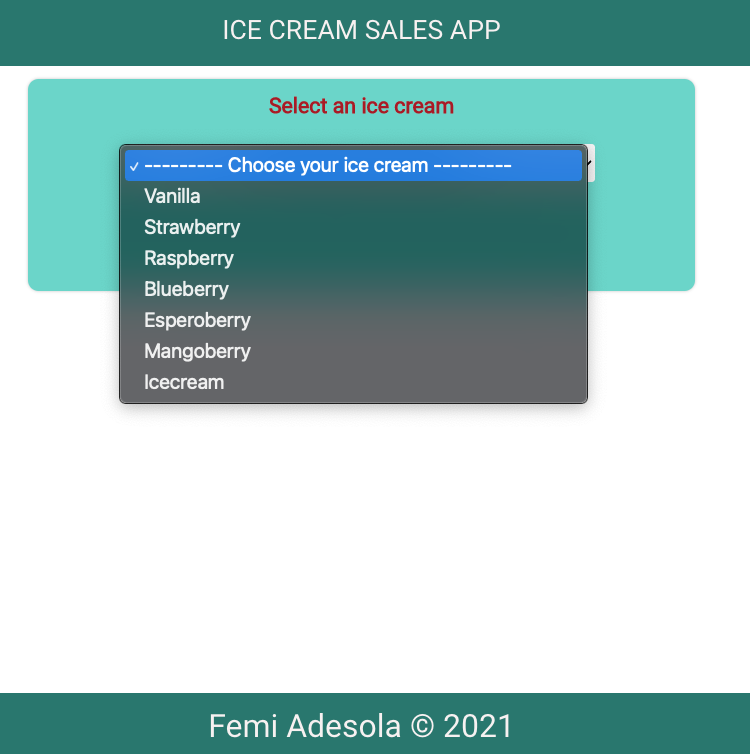 ICE CREAM SALES APP
Select an ice cream
✓ --------- Choose your ice cream ---------
Vanilla
Strawberry
Raspberry
Blueberry
Esperoberry
Mangoberry
Icecream
Femi Adesola © 2021